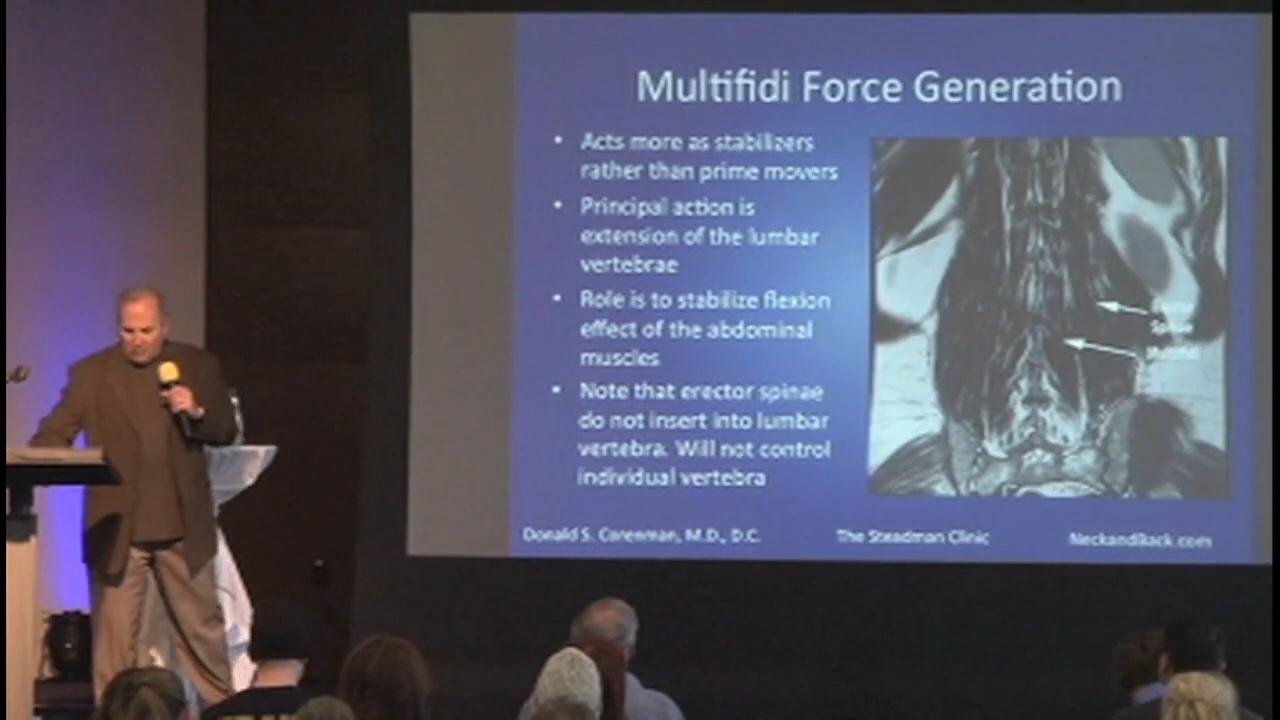 Multifidi Force Generation
• Acts more as stabilizers
rather than prime movers
• Principal action is
extension of the lumbar
vertebrae
• Role is to stabilize flexion
effect of the abdominal
muscles
• Note that erector spinae
do not insert into lumbar
vertebra. Will not control
individual vertebra
Spinae
Donald S. Corenman, M.D., D.C.
The Steadman Clinic
NeckandBack.com